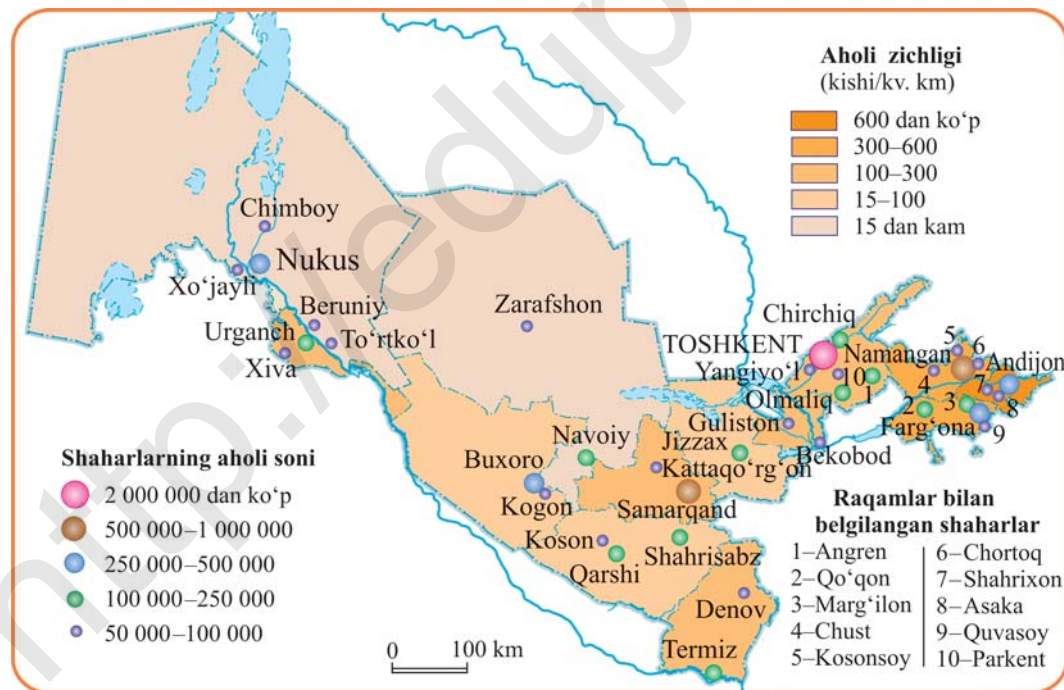 Aholi zichligi
(kishi/kv. km)
600 dan ko‘p
300–600
100–300
15–100
15 dan kam
Chimboy
Nukus
Xo‘jayli
Beruniy
Urganch
To‘rtko‘l
Xiva
Zarafshon
Chirchiq
TOSHKENT
Yangiyo‘l
Namangan
5
6
Andijon
10
1
4
7
8
Olmaliq
2
3
Guliston
Farg‘ona
9
Navoiy
Jizzax
Bekobod
Buxoro
Kattaqo‘rg‘on
Kogon
Samarqand
Koson
Shahrisabz
Qarshi
Denov
Termiz
Shaharlarning aholi soni
2 000 000 dan ko‘p
500 000–1 000 000
250 000–500 000
100 000–250 000
50 000–100 000
0 100 km
Raqamlar bilan
belgilangan shaharlar
1–Angren
2–Qo‘qon
3–Marg‘ilon
4–Chust
5–Kosonsoy
6–Chortoq
7–Shahrixon
8–Asaka
9–Quvasoy
10–Parkent